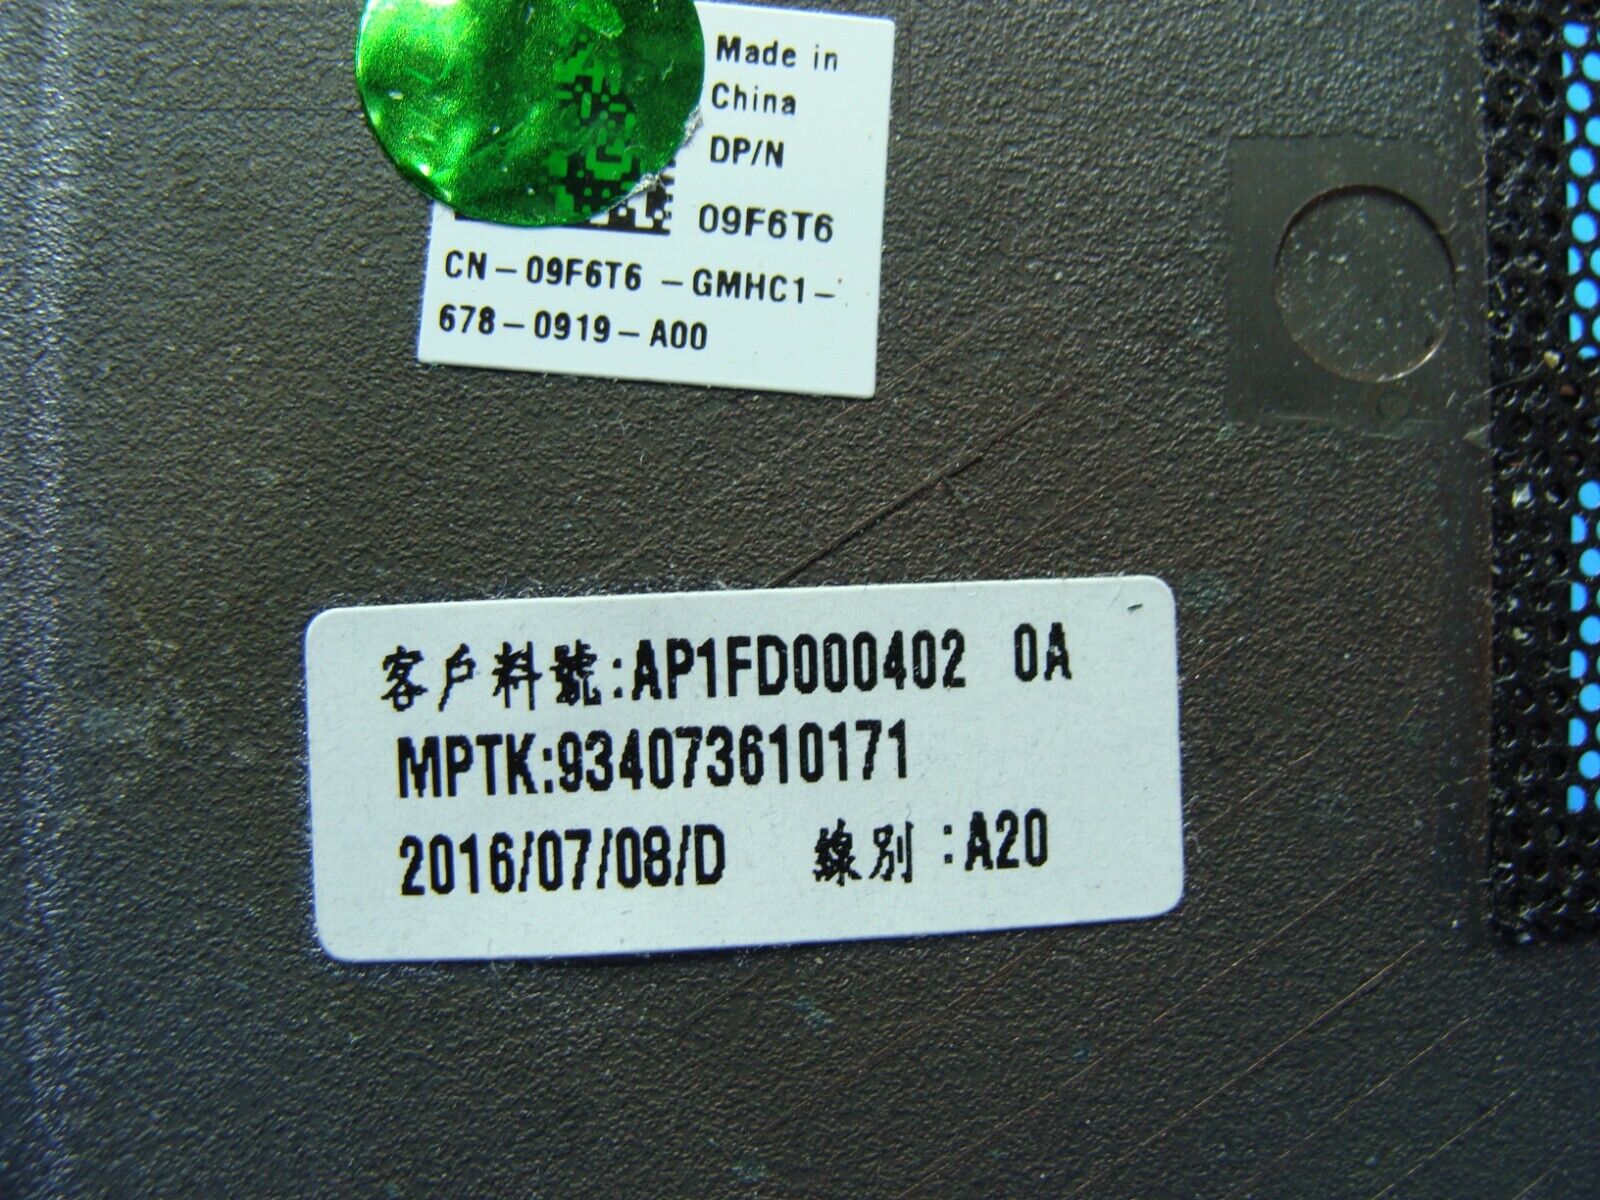 Made in
China
DP/N
09F6T6
CN-09F6T6-GMHC1-
678-0919-A00
客戶料號:AP1FD000402 0A
MPTK:934073610171
2016/07/08/D 線別:A20